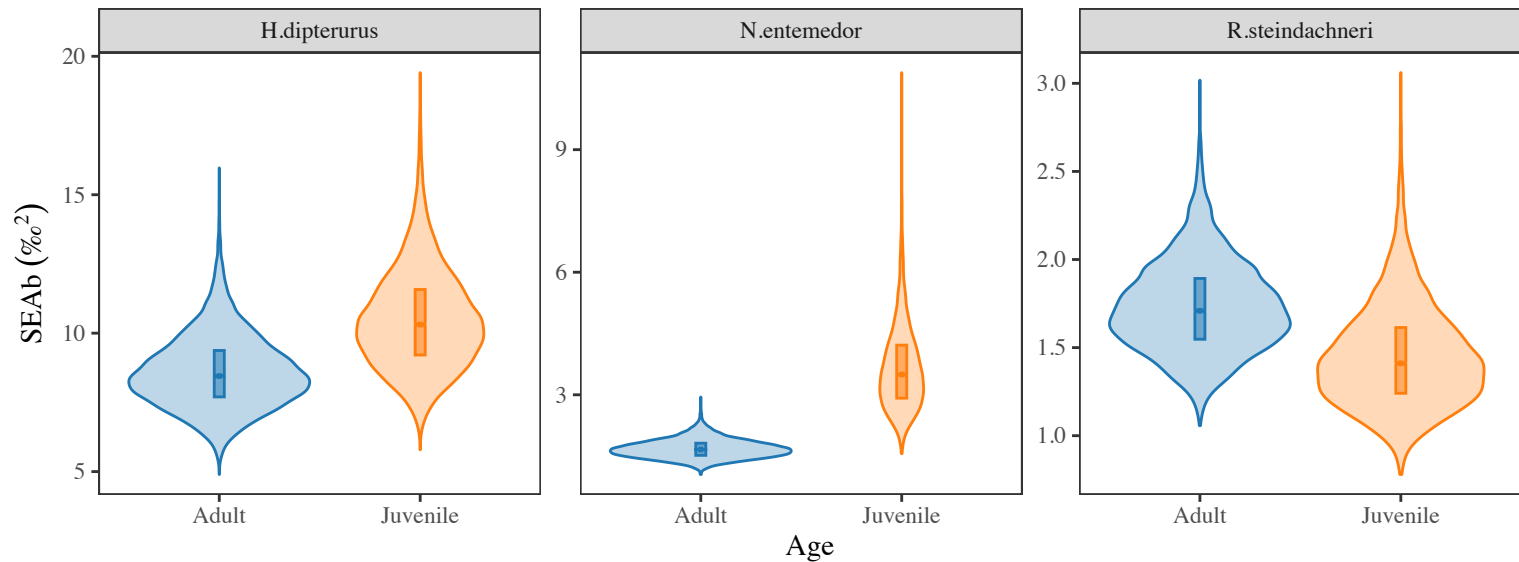 H.dipterurus
N.entemedor
R.steindachneri
SEAb (‰²)
20
15
10
5
9
6
3
3.0
2.5
2.0
1.5
1.0
Adult
Juvenile
Adult
Juvenile
Adult
Juvenile
Age